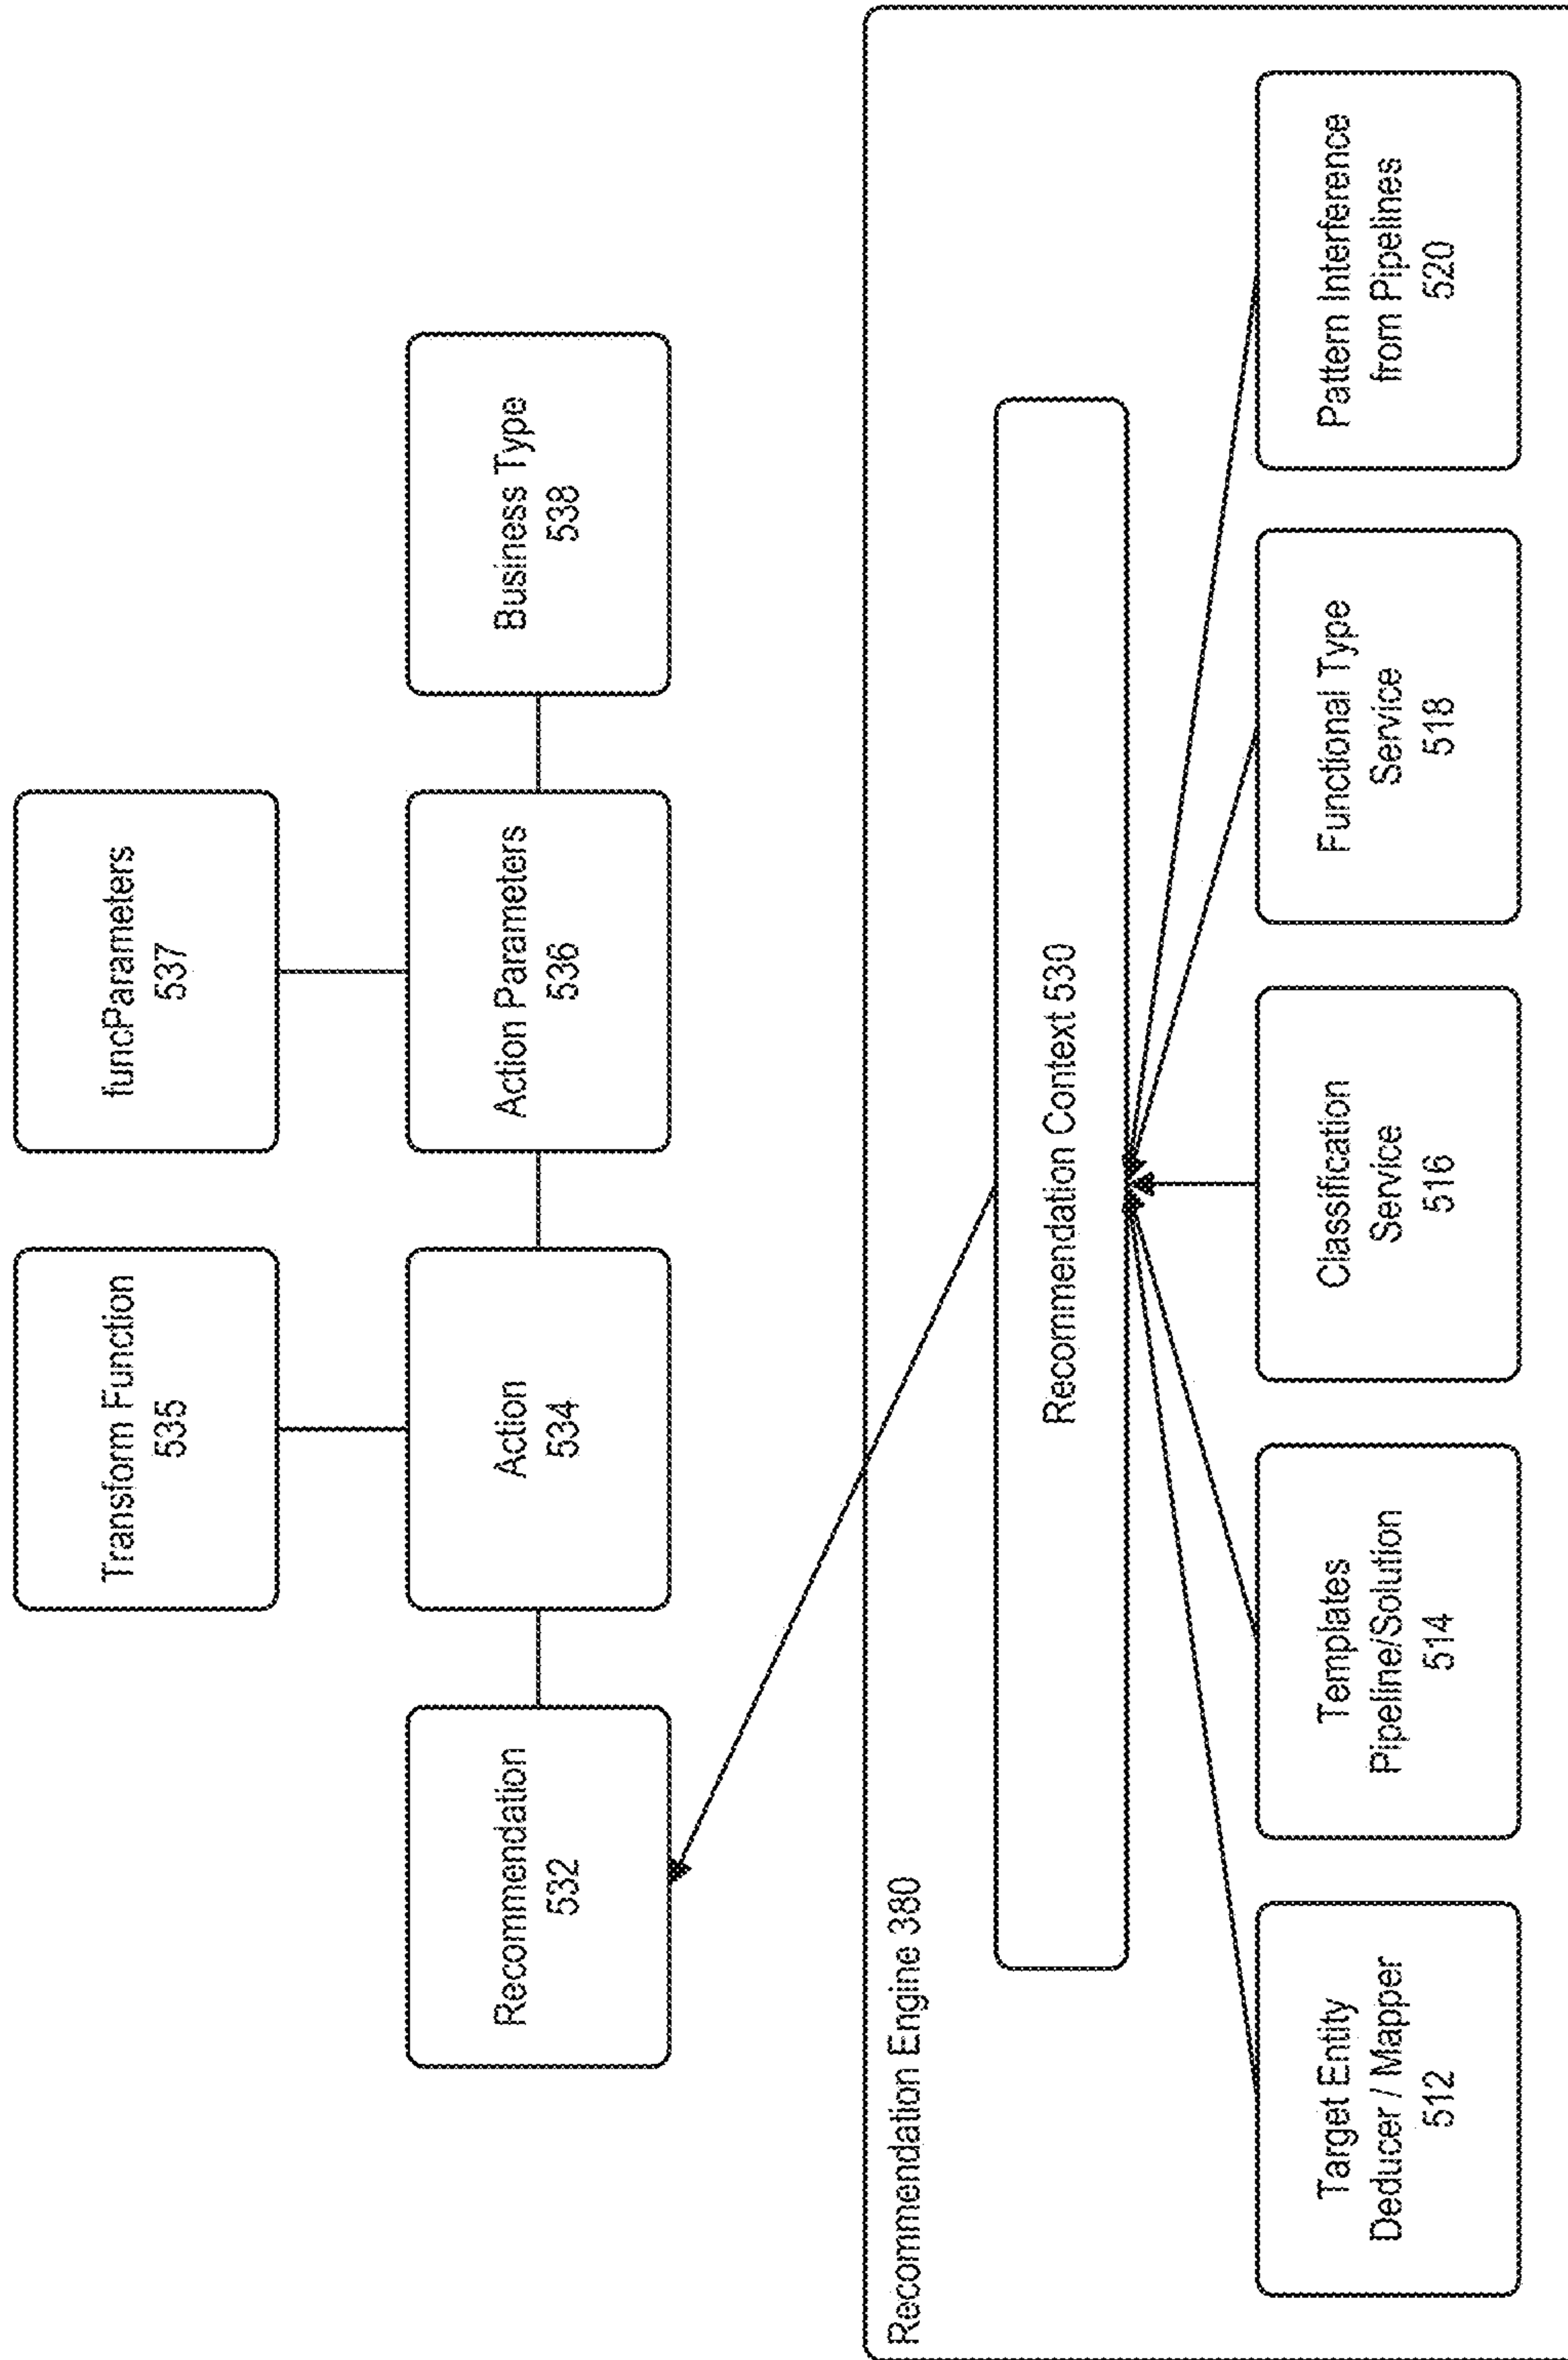 Transform Function
535
funcParameters
537
Recommendation
532
Action
534
Action Parameters
536
Business Type
538
Recommendation Engine 380
Recommendation Context 530
Target Entity
Deducer / Mapper
512
Templates
Pipeline/Solution
514
Classification
Service
516
Functional Type
Service
518
Pattern Interference
from Pipelines
520